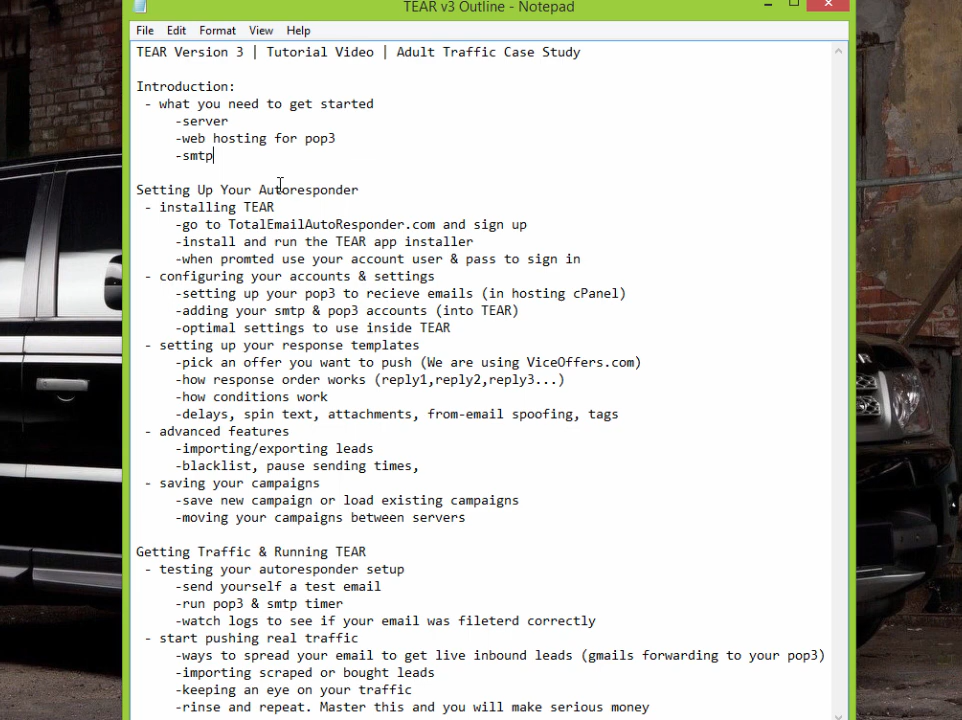 TEAR v3 Outline - Notepad
File Edit Format View Help
TEAR Version 3 | Tutorial Video | Adult Traffic Case Study
Introduction:
- what you need to get started
-server
-web hosting for pop3
-smtp
Setting Up Your Autoresponder
- installing TEAR
-go to TotalEmailAutoResponder.com and sign up
-install and run the TEAR app installer
-when promted use your account user & pass to sign in
- configuring your accounts & settings
-setting up your pop3 to recieve emails (in hosting cPanel)
-adding your smtp & pop3 accounts (into TEAR)
-optimal settings to use inside TEAR
- setting up your response templates
-pick an offer you want to push (We are using ViceOffers.com)
-how response order works (reply1,reply2,reply3...)
-how conditions work
-delays, spin text, attachments, from-email spoofing, tags
- advanced features
-importing/exporting leads
-blacklist, pause sending times,
- saving your campaigns
-save new campaign or load existing campaigns
-moving your campaigns between servers
Getting Traffic & Running TEAR
- testing your autoresponder setup
-send yourself a test email
-run pop3 & smtp timer
-watch logs to see if your email was fileterd correctly
- start pushing real traffic
-ways to spread your email to get live inbound leads (gmails forwarding to your pop3)
-importing scraped or bought leads
-keeping an eye on your traffic
-rinse and repeat. Master this and you will make serious money